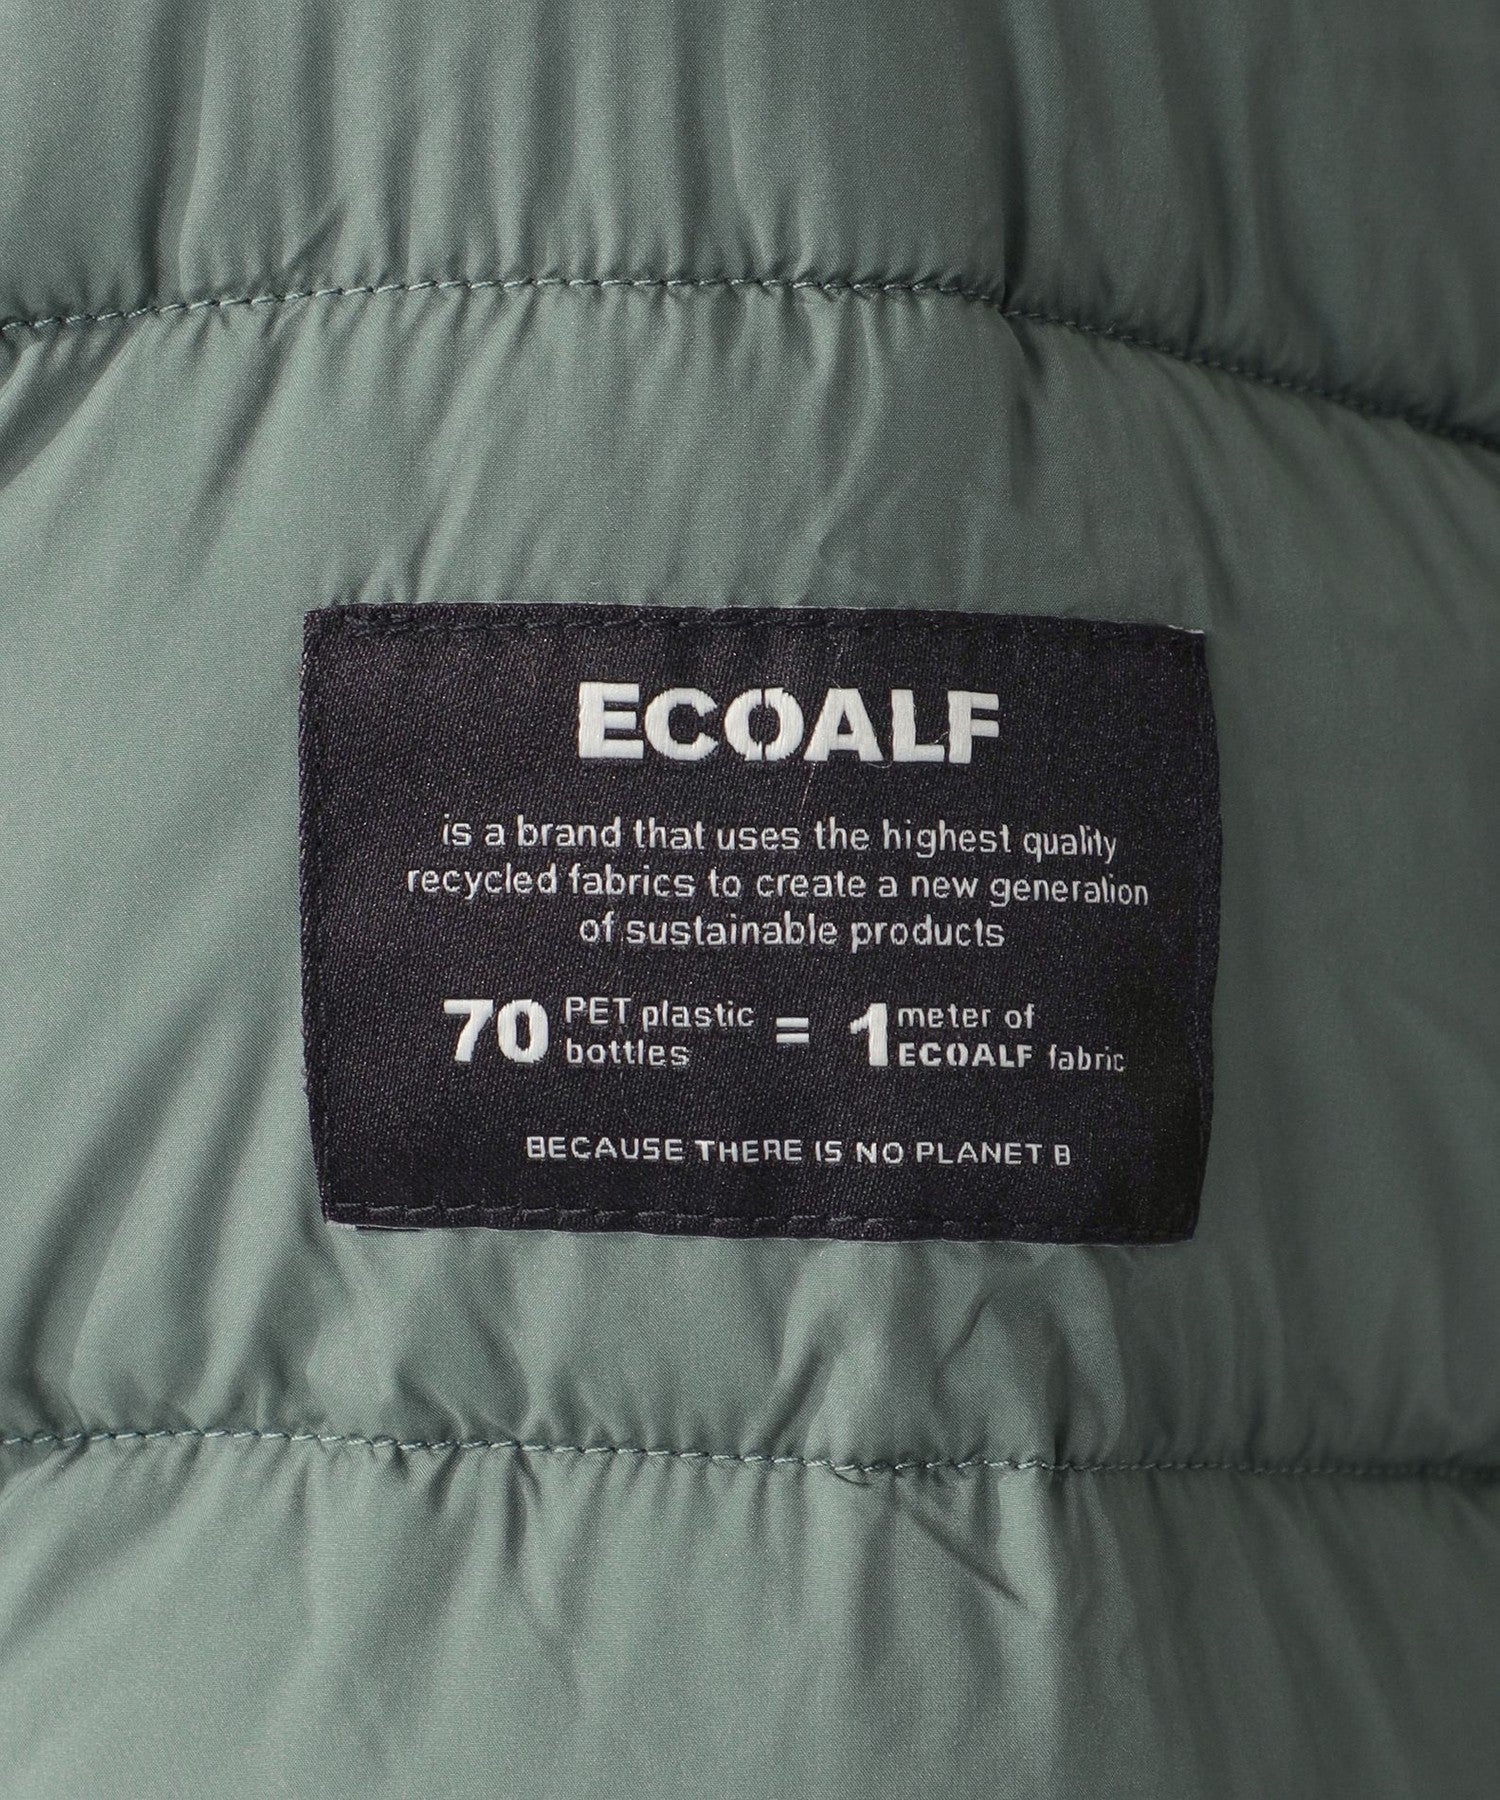 ECOALF
is a brand that uses the highest quality
recycled fabrics to create a new generation
of sustainable products
70 PET plastic bottles = 1 meter of ECOALF fabric
BECAUSE THERE IS NO PLANET B